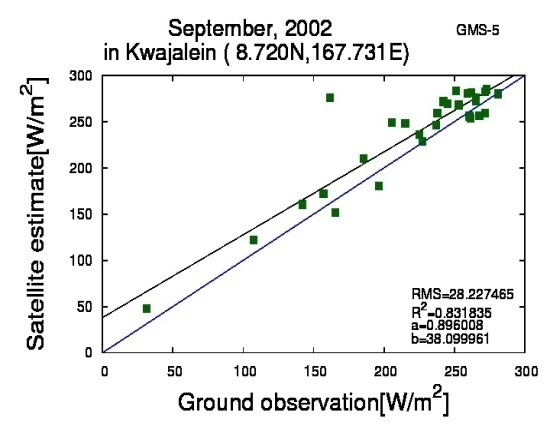 September, 2002
GMS-5
in Kwajalein ( 8.720N,167.731E)
300
250
200
150
100
50
0
Satellite estimate[W/m²]
RMS=28.227465
R²=0.831835
a=0.896008
b=38.099961
0 50 100 150 200 250 300
Ground observation[W/m²]